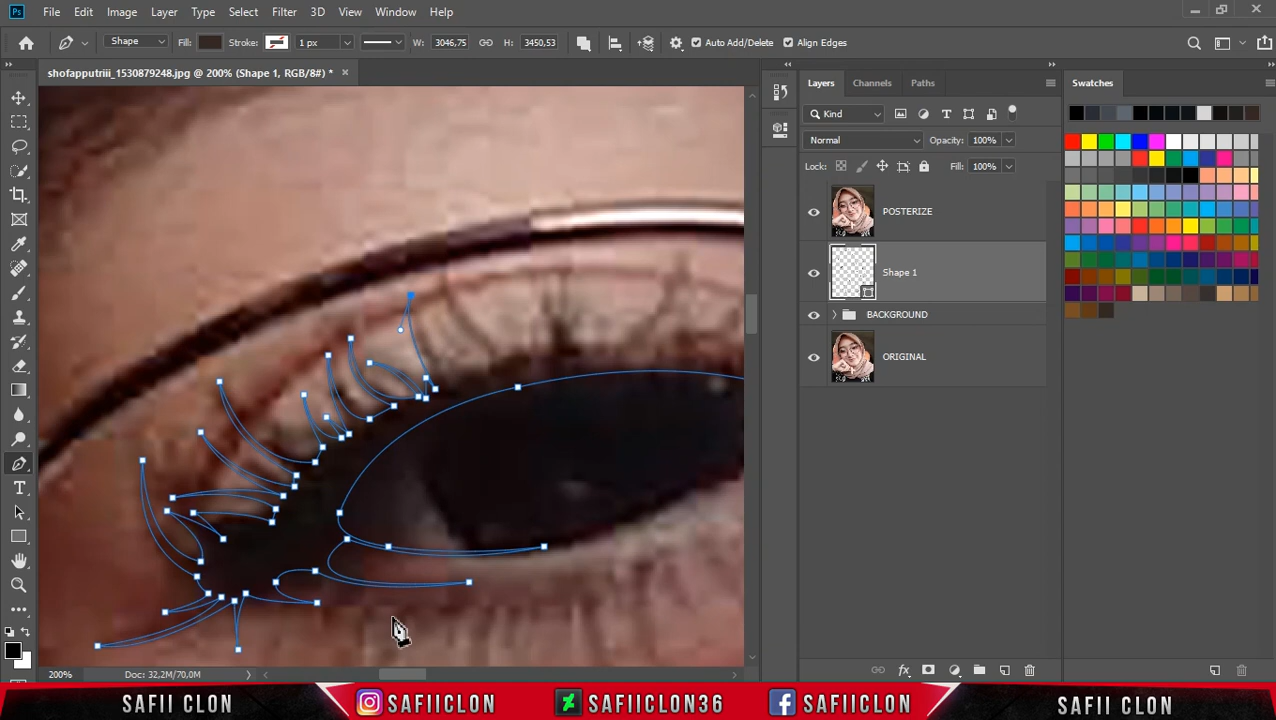 Ps File Edit Image Layer Type Select Filter 3D View Window Help
Shape Fill: Stroke: 1 px W: 3046,75 H: 3450,53 Auto Add/Delete Align Edges
shofapputriii_1530879248.jpg @ 200% (Shape 1, RGB/8#) *
Layers Channels Paths
Swatches
Kind
Normal Opacity: 100%
Lock: Fill: 100%
POSTERIZE
Shape 1
BACKGROUND
ORIGINAL
200% Doc: 32,2M/70,0M
SAFII CLON SAFIICLON SAFIICLON36 SAFIICLON SAFII CLON